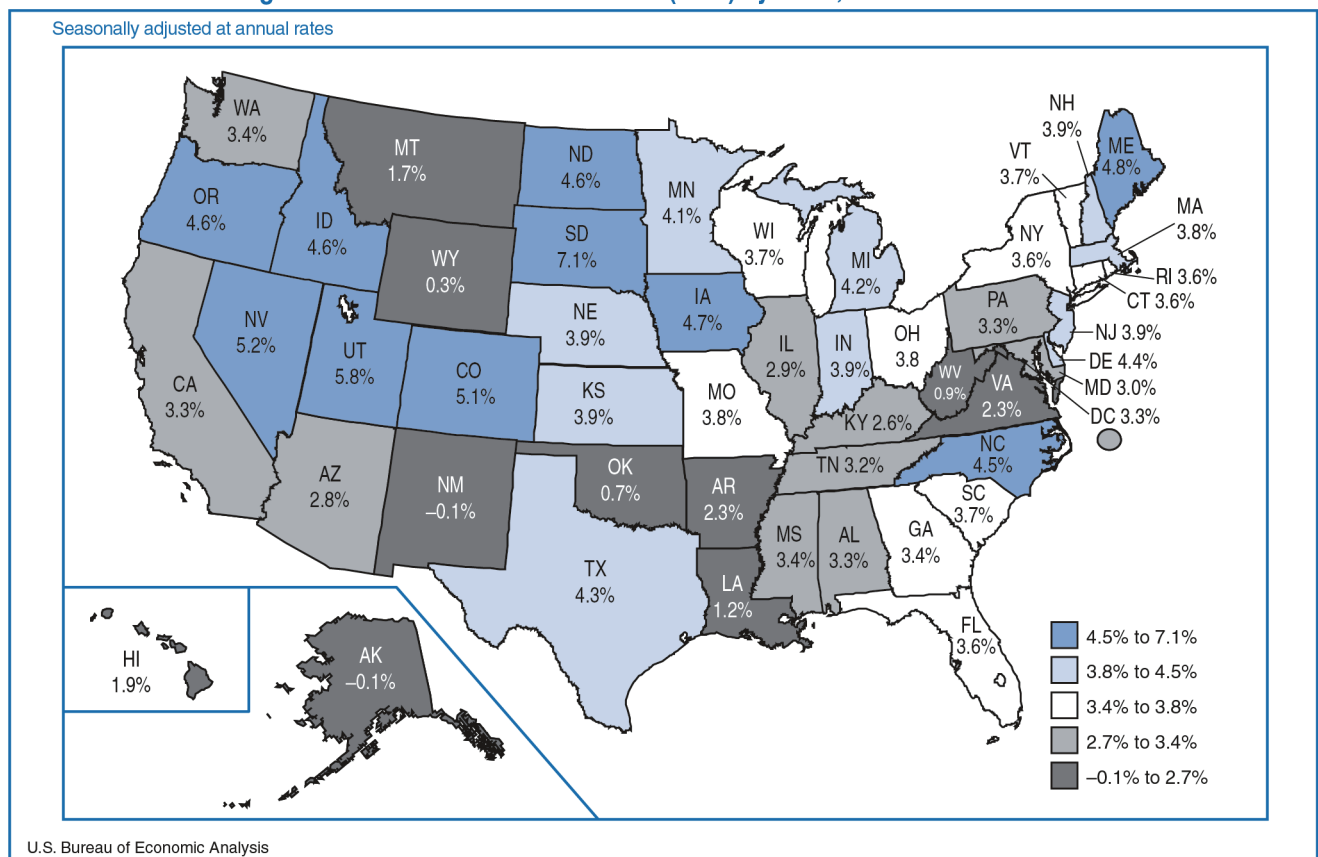 Seasonally adjusted at annual rates
WA
3.4%
MT
1.7%
ND
4.6%
MN
4.1%
NH
3.9%
VT
3.7%
ME
4.8%
OR
4.6%
ID
4.6%
WY
0.3%
SD
7.1%
WI
3.7%
MI
4.2%
NY
3.6%
MA
3.8%
RI 3.6%
CT 3.6%
NJ 3.9%
DE 4.4%
MD 3.0%
DC 3.3%
NV
5.2%
UT
5.8%
CO
5.1%
NE
3.9%
IA
4.7%
IL
2.9%
IN
3.9%
OH
3.8
PA
3.3%
CA
3.3%
KS
3.9%
MO
3.8%
KY 2.6%
WV
0.9%
VA
2.3%
AZ
2.8%
NM
–0.1%
OK
0.7%
AR
2.3%
TN 3.2%
NC
4.5%
SC
3.7%
TX
4.3%
LA
1.2%
MS
3.4%
AL
3.3%
GA
3.4%
FL
3.6%
HI
1.9%
AK
–0.1%
4.5% to 7.1%
3.8% to 4.5%
3.4% to 3.8%
2.7% to 3.4%
–0.1% to 2.7%
U.S. Bureau of Economic Analysis